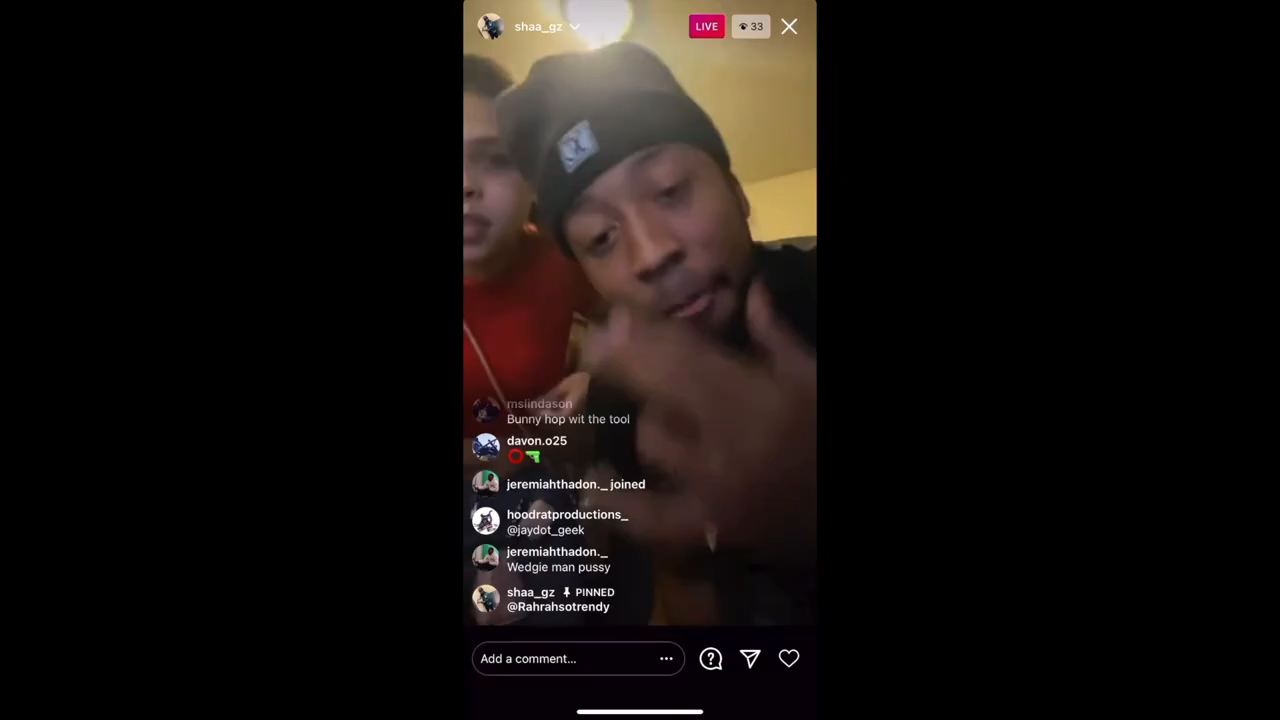 shaa_gz
LIVE
33
mslindason
Bunny hop wit the tool
davon.o25
⭕🔫
jeremiahthadon._ joined
hoodratproductions_
@jaydot_geek
jeremiahthadon._
Wedgie man pussy
shaa_gz PINNED
@Rahrahsotrendy
Add a comment...